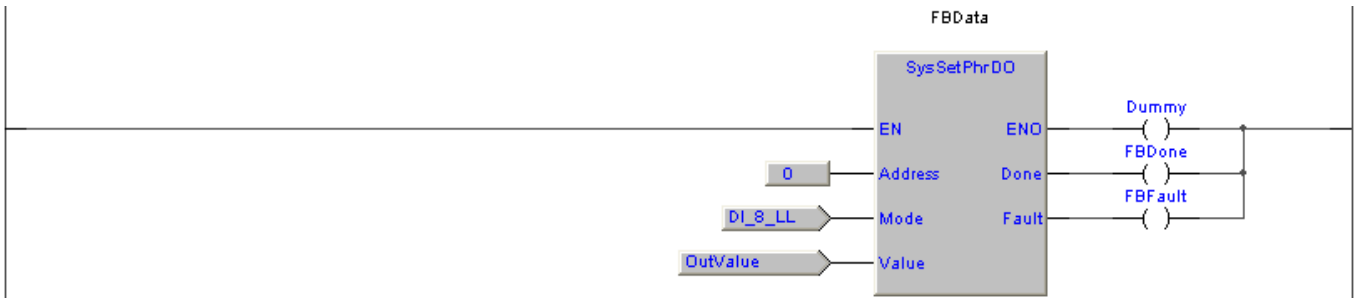 FBData
SysSetPhrDO
Dummy
EN ENO
FBDone
0 Address Done
FBFault
DI_8_LL Mode Fault
OutValue Value